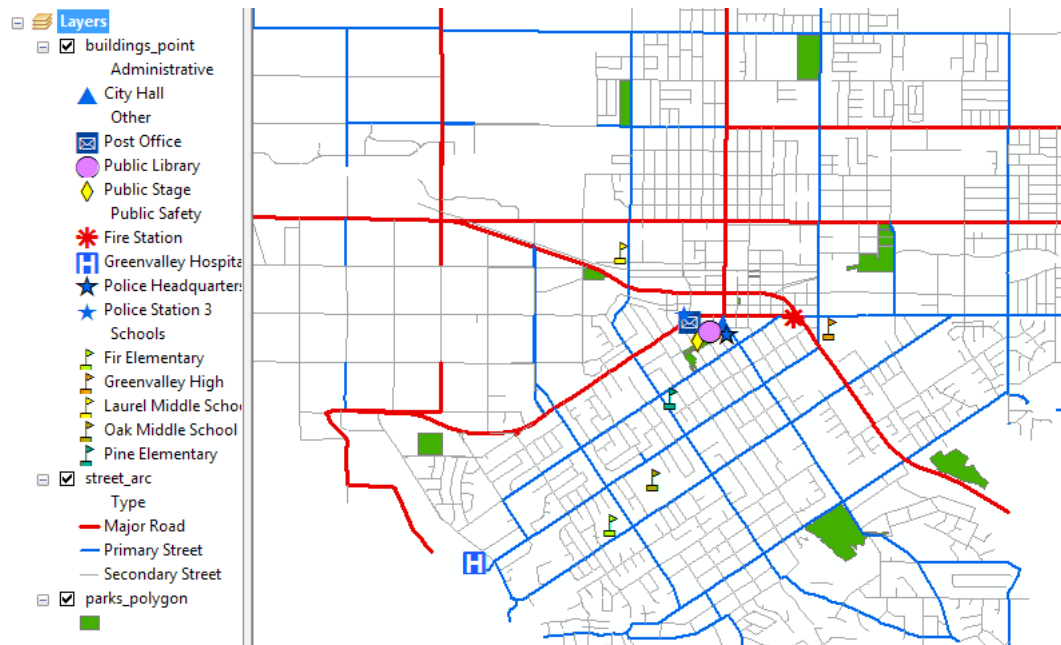 Layers
buildings_point
Administrative
City Hall
Other
Post Office
Public Library
Public Stage
Public Safety
Fire Station
Greenvalley Hospita
Police Headquarters
Police Station 3
Schools
Fir Elementary
Greenvalley High
Laurel Middle Schoo
Oak Middle School
Pine Elementary
street_arc
Type
Major Road
Primary Street
Secondary Street
parks_polygon
H